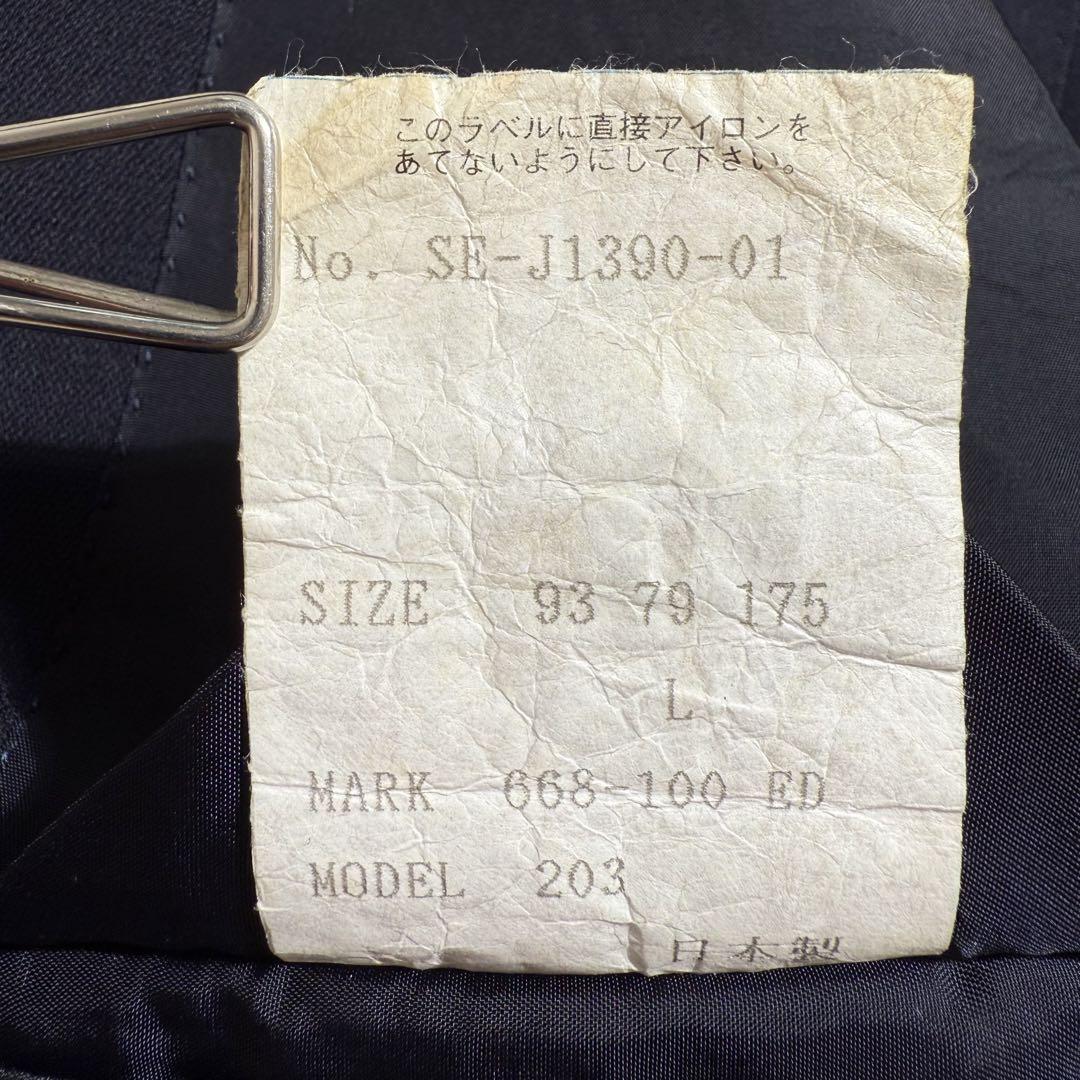 このラベルに直接アイロンを
あてないようにして下さい。
No. SE-J1390-01
SIZE 93 79 175
L
MARK 668-100 ED
MODEL 203
日本製